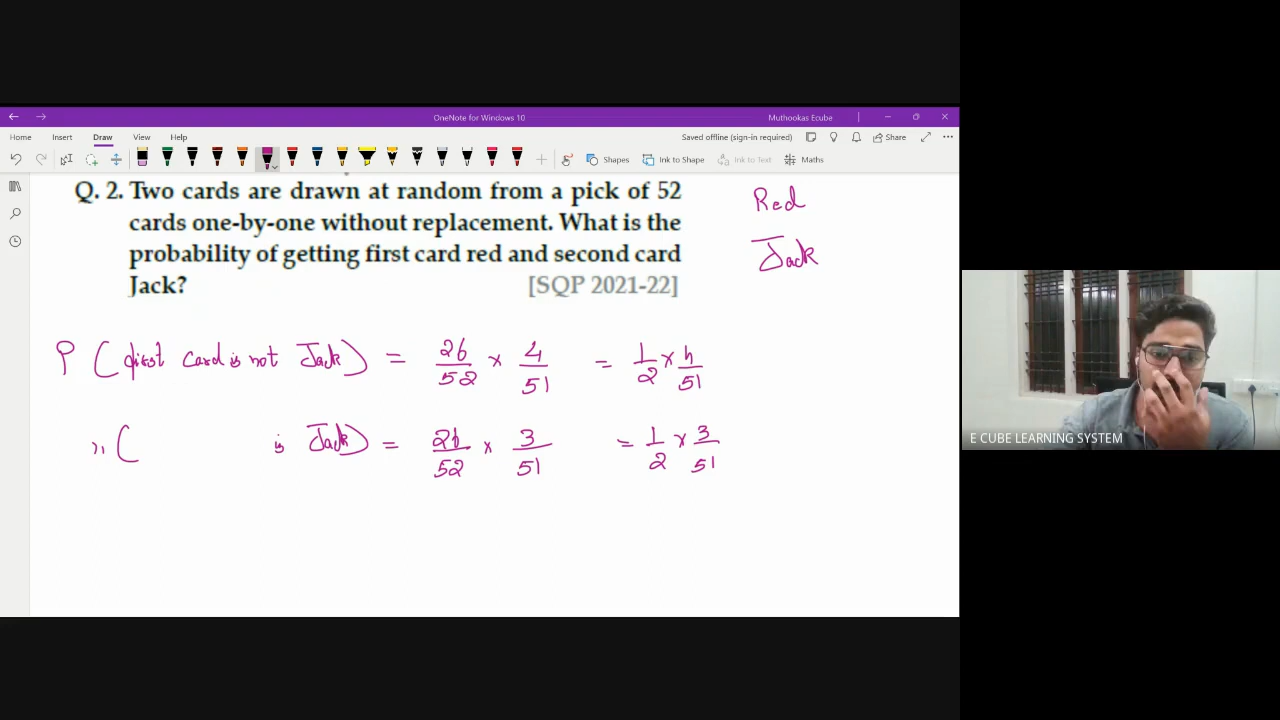 OneNote for Windows 10
Muthookas Ecube
Home Insert Draw View Help
Saved offline (sign-in required) Share
Shapes Ink to Shape Ink to Text Maths
Q. 2. Two cards are drawn at random from a pick of 52
cards one-by-one without replacement. What is the
probability of getting first card red and second card
Jack? [SQP 2021-22]
Red
Jack
P (first card is not Jack) = 26/52 × 4/51 = 1/2 × 4/51
" ( is Jack) = 26/52 × 3/51 = 1/2 × 3/51
E CUBE LEARNING SYSTEM